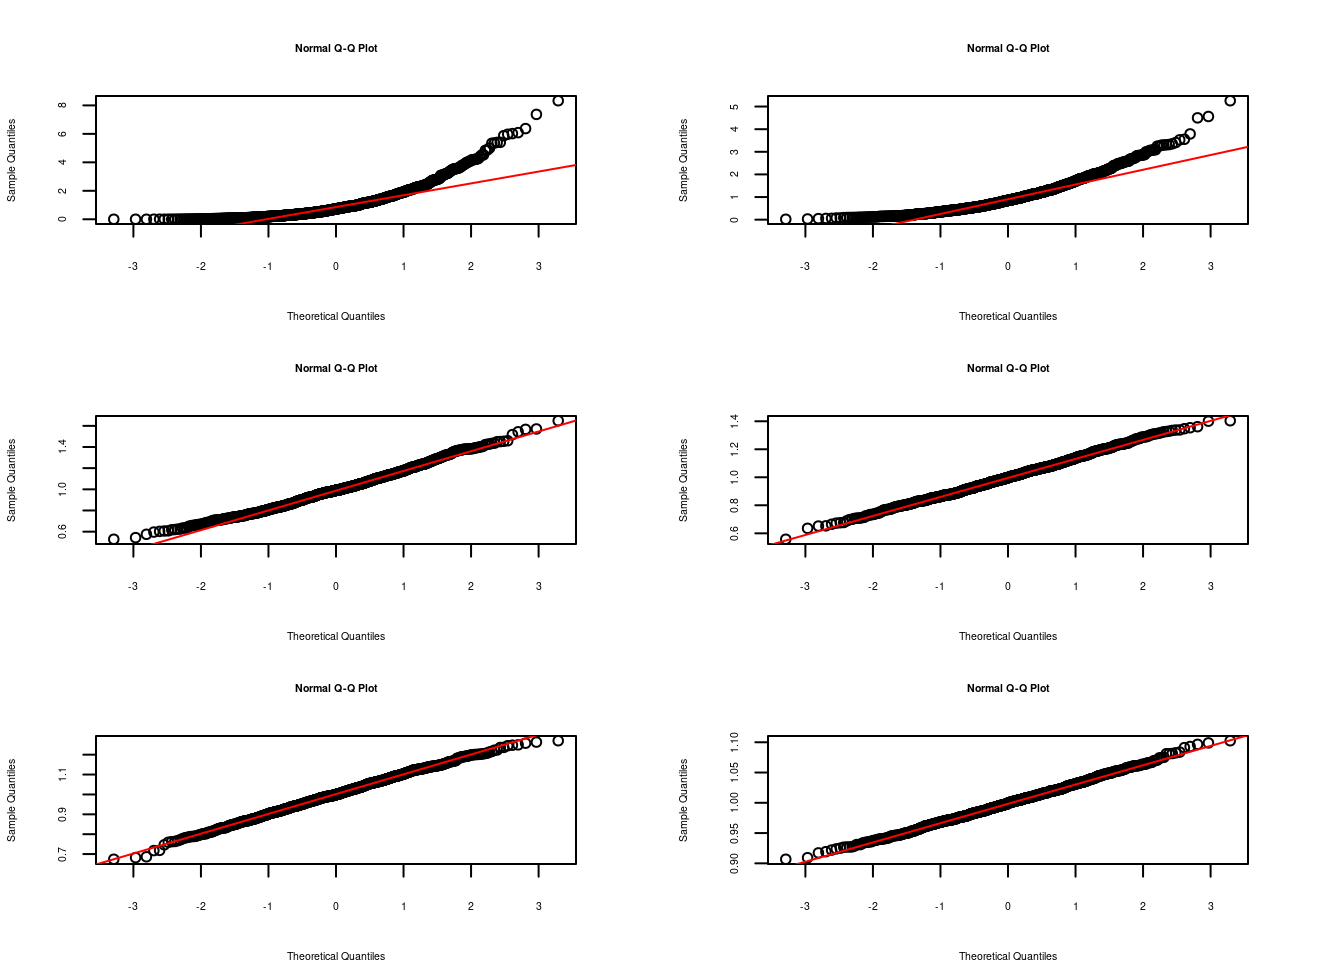 Normal Q-Q Plot
Sample Quantiles
8
6
4
2
0
-3 -2 -1 0 1 2 3
Theoretical Quantiles
Normal Q-Q Plot
Sample Quantiles
5
4
3
2
1
0
-3 -2 -1 0 1 2 3
Theoretical Quantiles
Normal Q-Q Plot
Sample Quantiles
1.4
1.0
0.6
-3 -2 -1 0 1 2 3
Theoretical Quantiles
Normal Q-Q Plot
Sample Quantiles
1.4
1.2
1.0
0.8
0.6
-3 -2 -1 0 1 2 3
Theoretical Quantiles
Normal Q-Q Plot
Sample Quantiles
1.1
0.9
0.7
-3 -2 -1 0 1 2 3
Theoretical Quantiles
Normal Q-Q Plot
Sample Quantiles
1.10
1.05
1.00
0.95
0.90
-3 -2 -1 0 1 2 3
Theoretical Quantiles